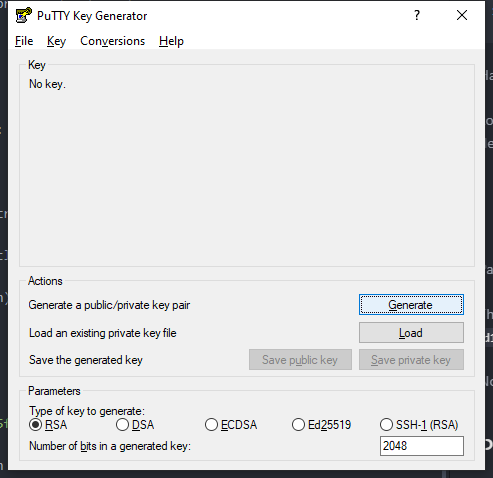 PuTTY Key Generator ?
File Key Conversions Help
Key
No key.
Actions
Generate a public/private key pair Generate
Load an existing private key file Load
Save the generated key Save public key Save private key
Parameters
Type of key to generate:
RSA DSA ECDSA Ed25519 SSH-1 (RSA)
Number of bits in a generated key: 2048